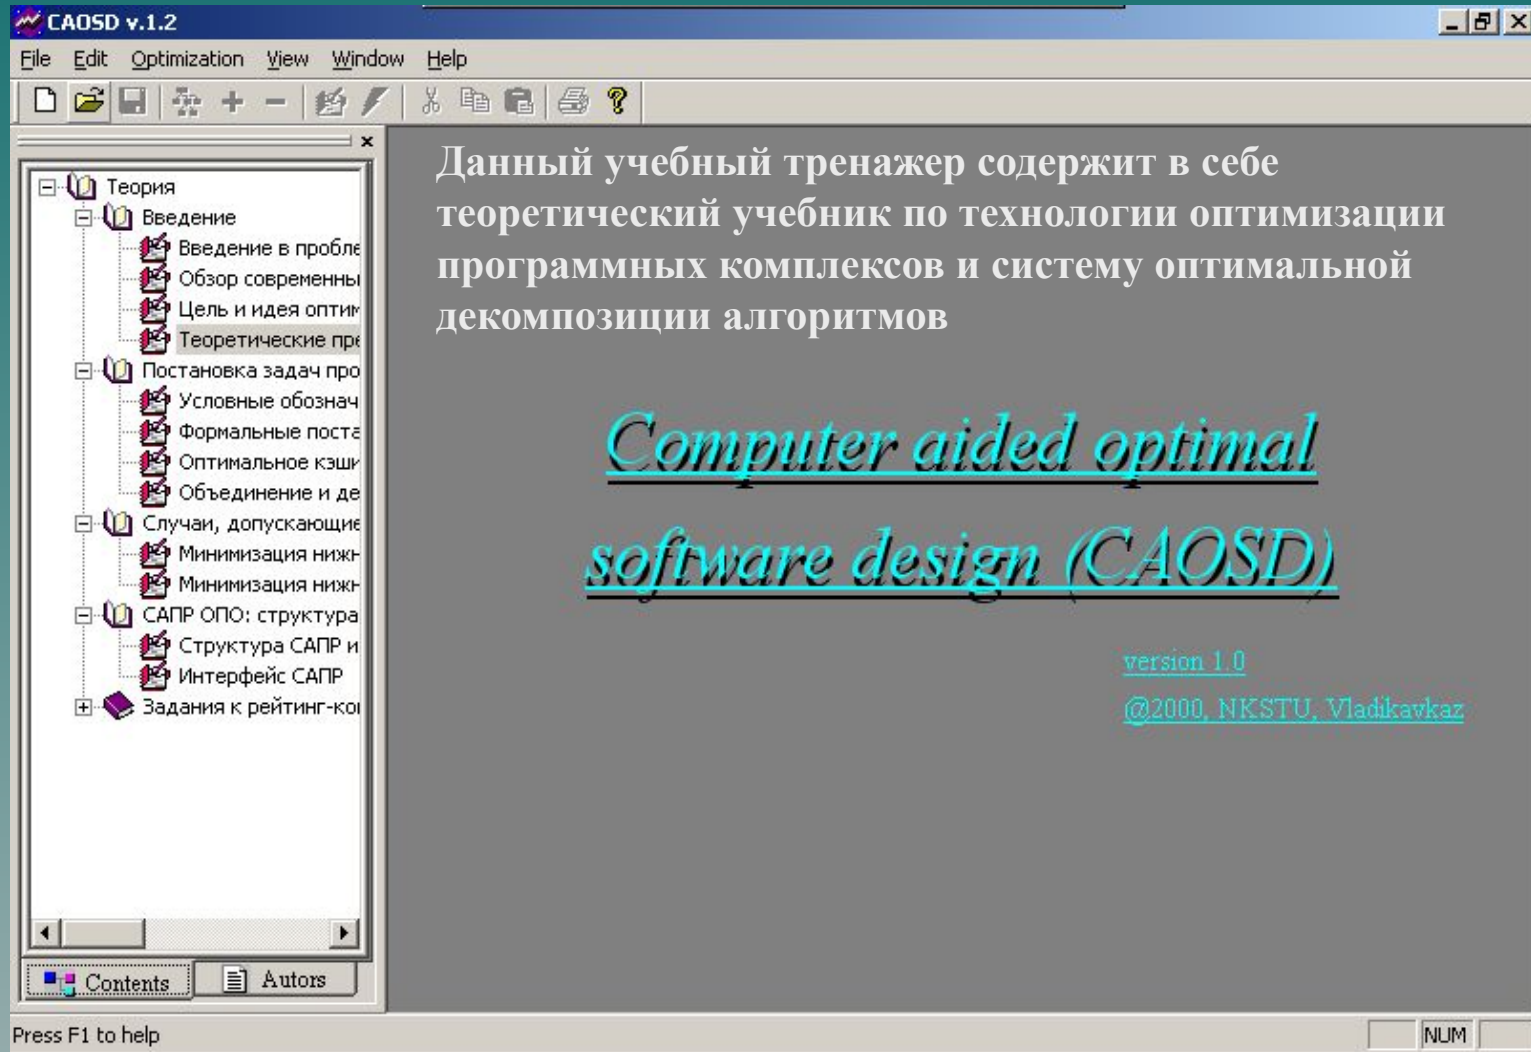 CAOSD v.1.2
File Edit Optimization View Window Help
Теория
Введение
Введение в пробле
Обзор современны
Цель и идея оптим
Теоретические пре
Постановка задач про
Условные обознач
Формальные поста
Оптимальное кэши
Объединение и де
Случаи, допускающие
Минимизация нижн
Минимизация нижн
САПР ОПО: структура
Структура САПР и
Интерфейс САПР
Задания к рейтинг-кон
Contents Autors
Данный учебный тренажер содержит в себе
теоретический учебник по технологии оптимизации
программных комплексов и систему оптимальной
декомпозиции алгоритмов
Computer aided optimal
software design (CAOSD)
version 1.0
@2000, NKSTU, Vladikavkaz
Press F1 to help
NUM